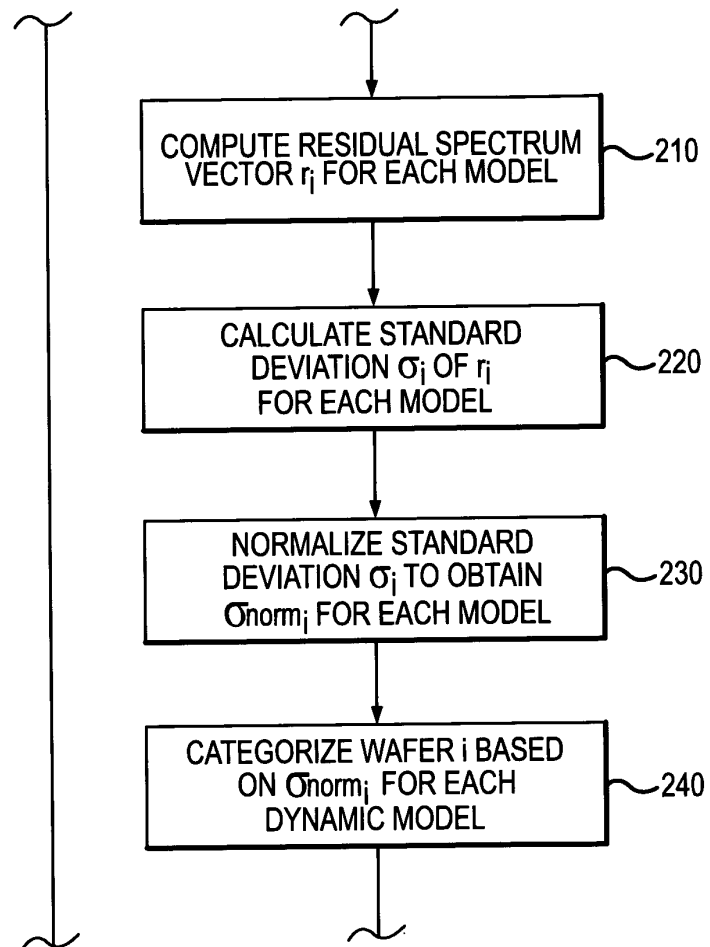 COMPUTE RESIDUAL SPECTRUM
VECTOR rᵢ FOR EACH MODEL
210
CALCULATE STANDARD
DEVIATION σᵢ OF rᵢ
FOR EACH MODEL
220
NORMALIZE STANDARD
DEVIATION σᵢ TO OBTAIN
σnormᵢ FOR EACH MODEL
230
CATEGORIZE WAFER i BASED
ON σnormᵢ FOR EACH
DYNAMIC MODEL
240